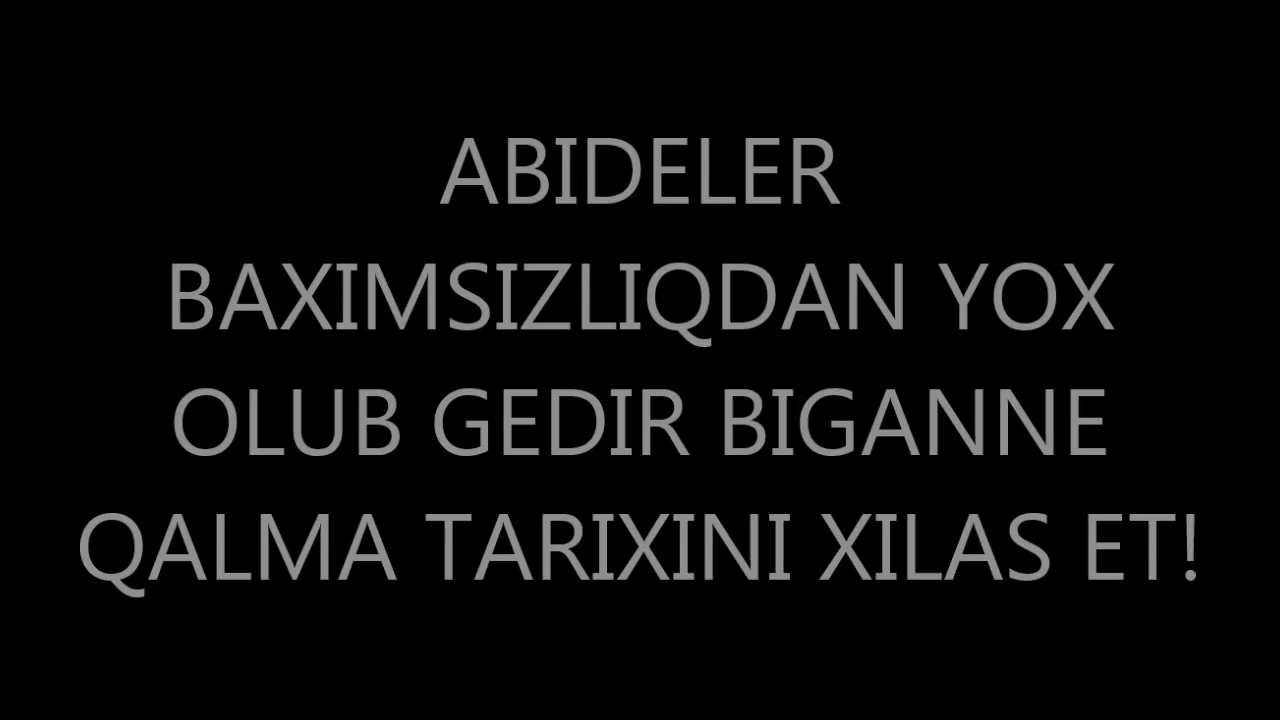 ABIDELER
BAXIMSIZLIQDAN YOX
OLUB GEDIR BIGANNE
QALMA TARIXINI XILAS ET!